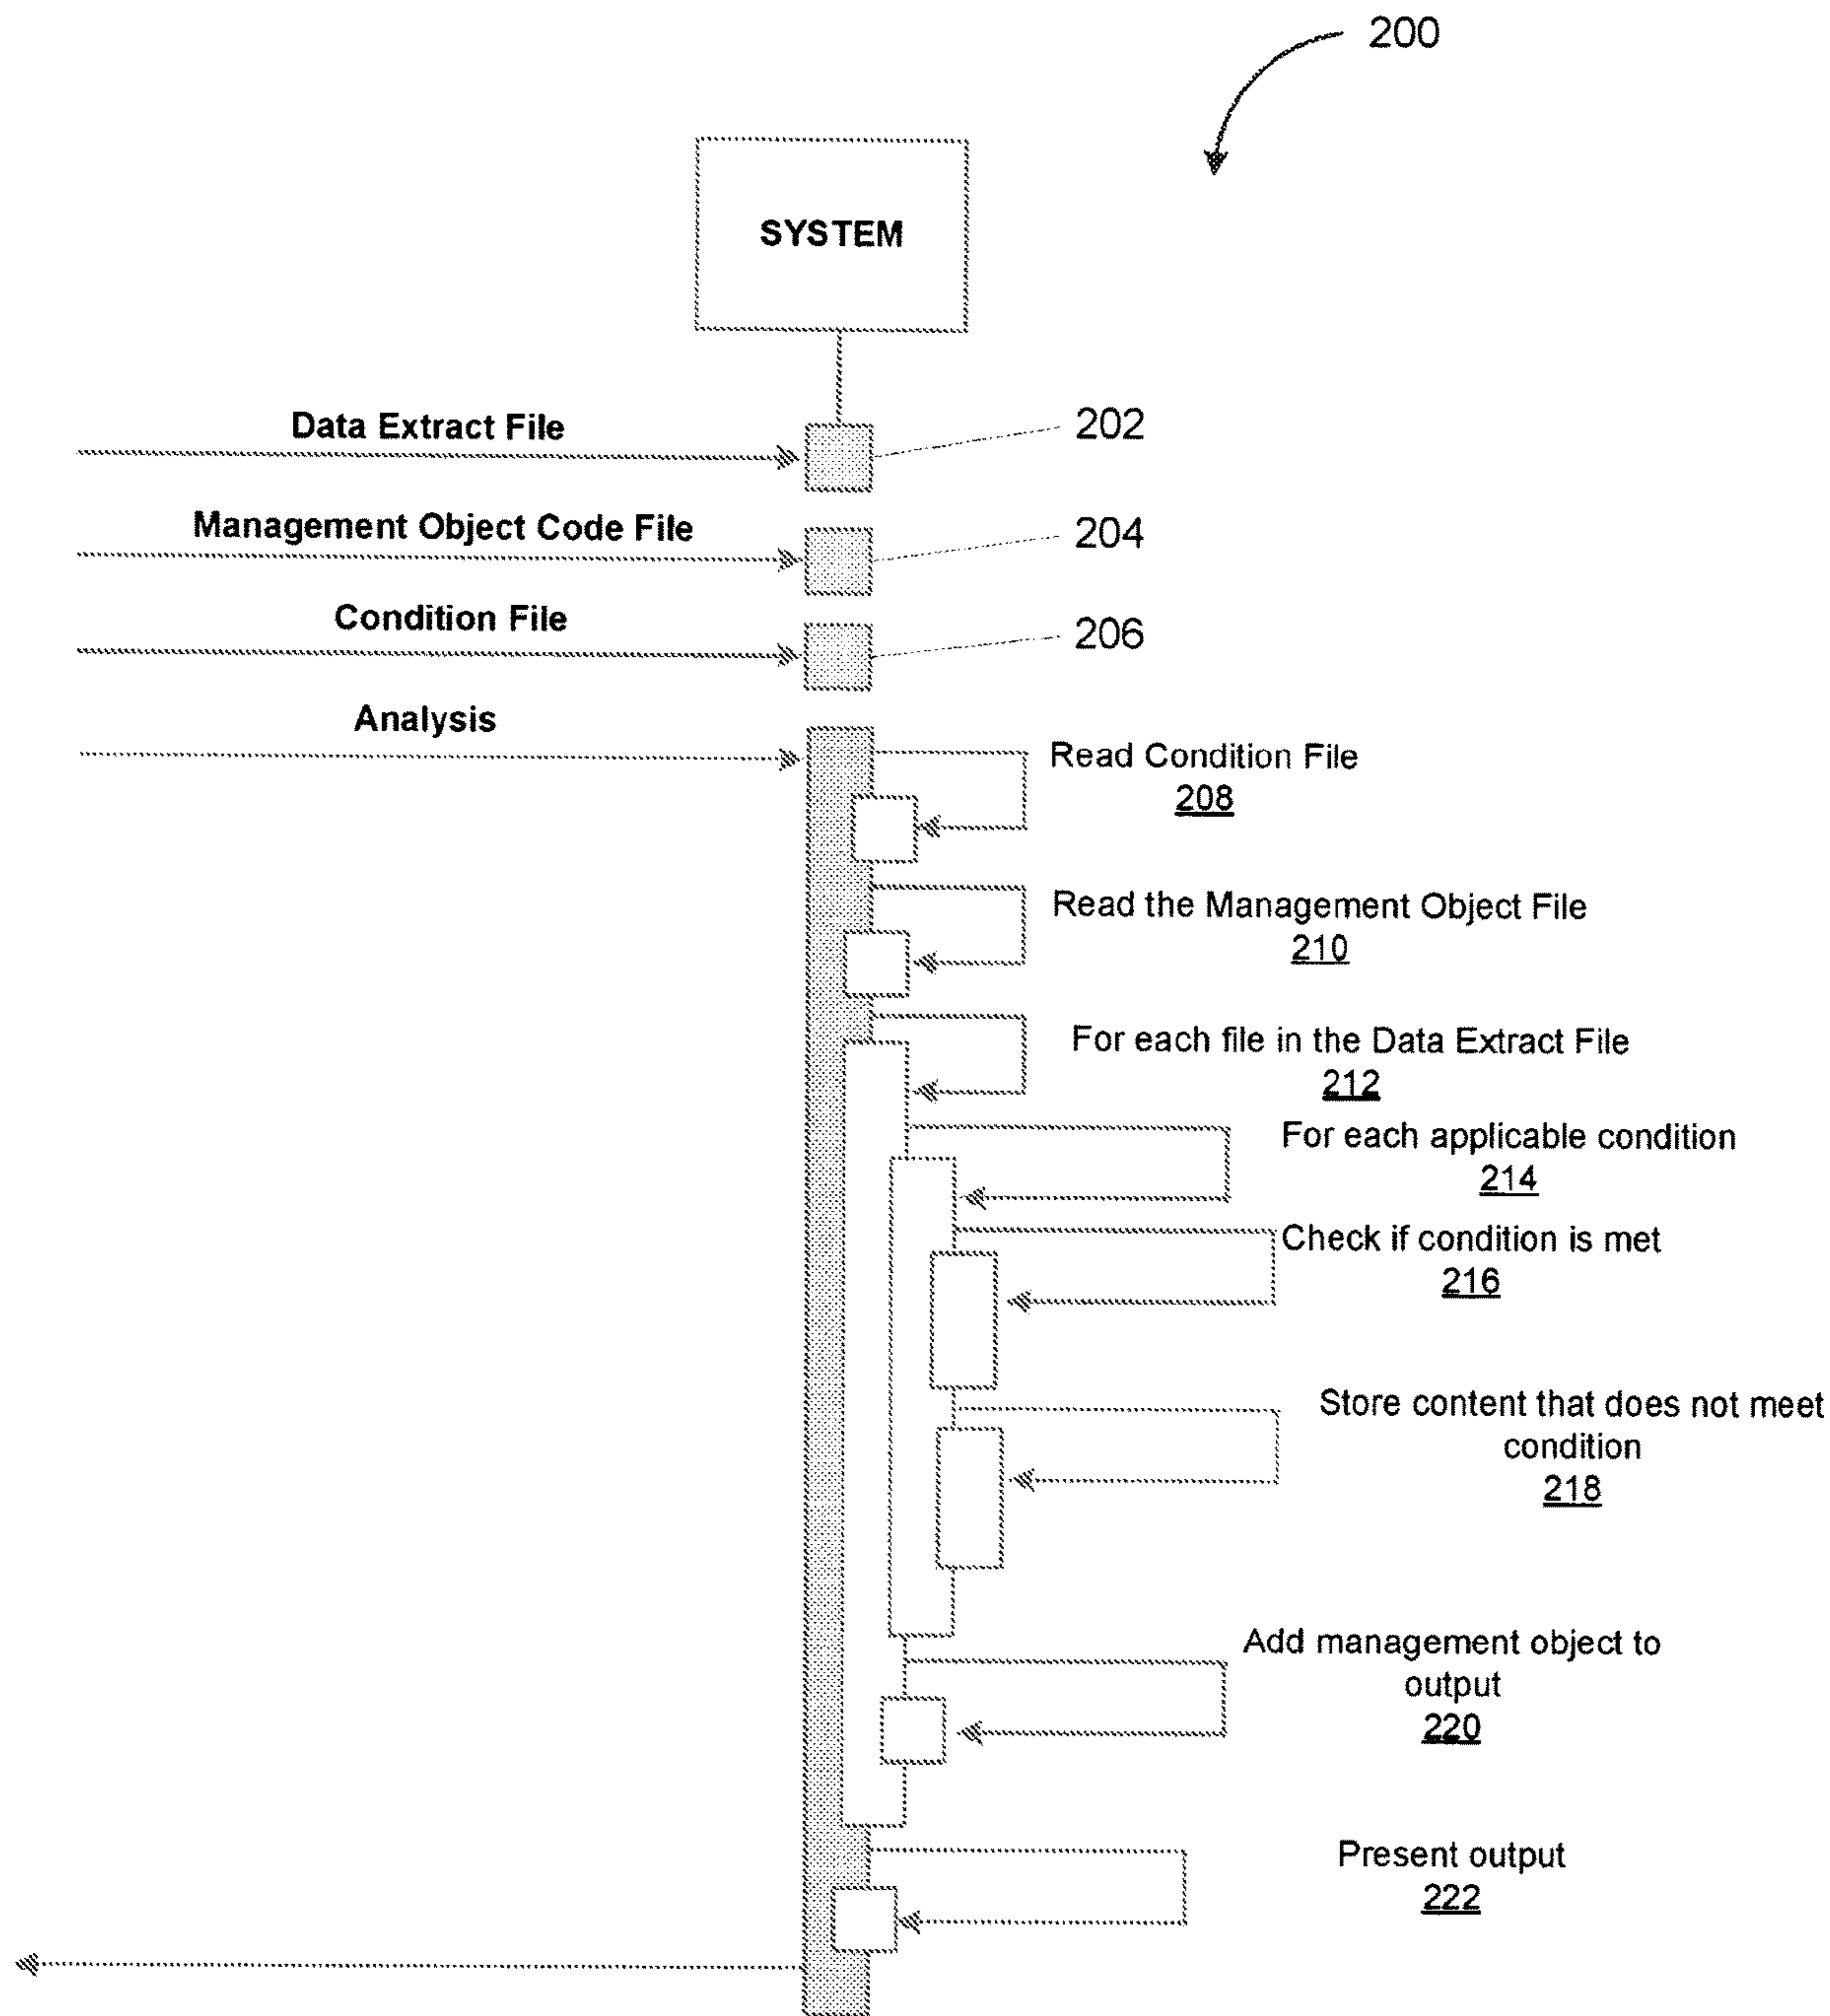 200
SYSTEM
Data Extract File
202
Management Object Code File
204
Condition File
206
Analysis
Read Condition File
208
Read the Management Object File
210
For each file in the Data Extract File
212
For each applicable condition
214
Check if condition is met
216
Store content that does not meet
condition
218
Add management object to
output
220
Present output
222